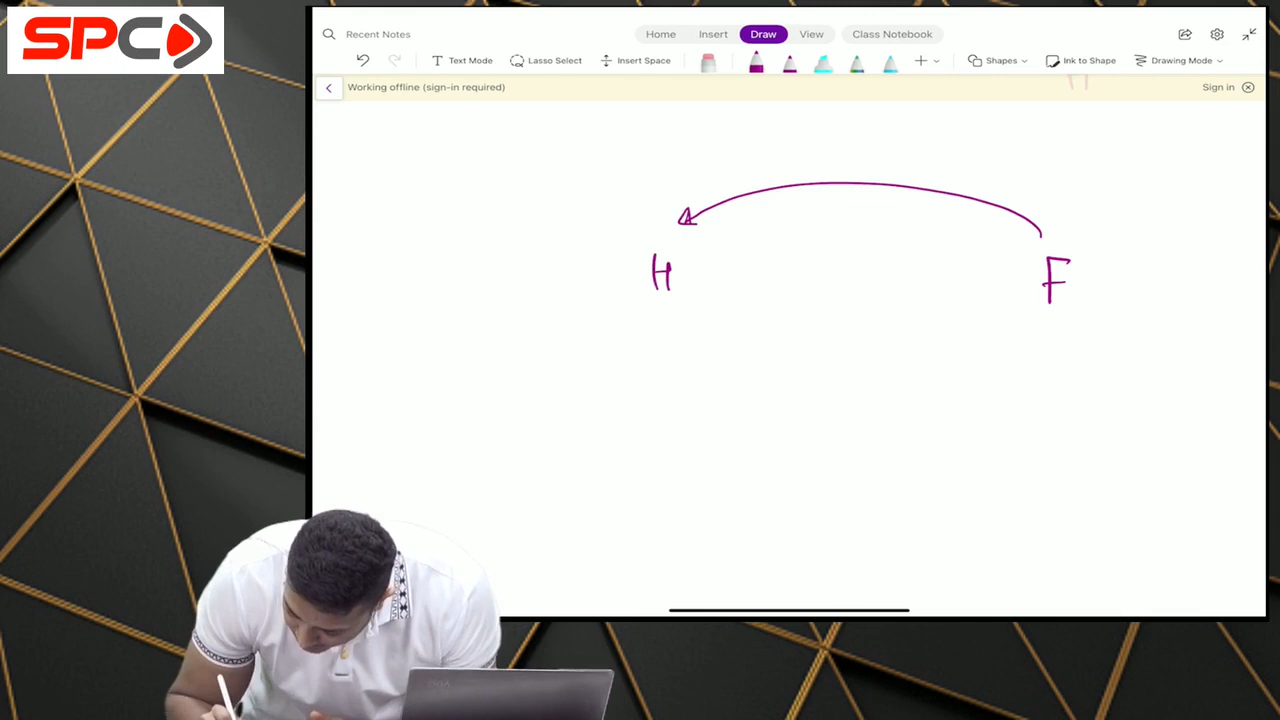 SPC
Recent Notes
Home Insert Draw View Class Notebook
Text Mode Lasso Select Insert Space Shapes Ink to Shape Drawing Mode
Working offline (sign-in required) Sign in
H F